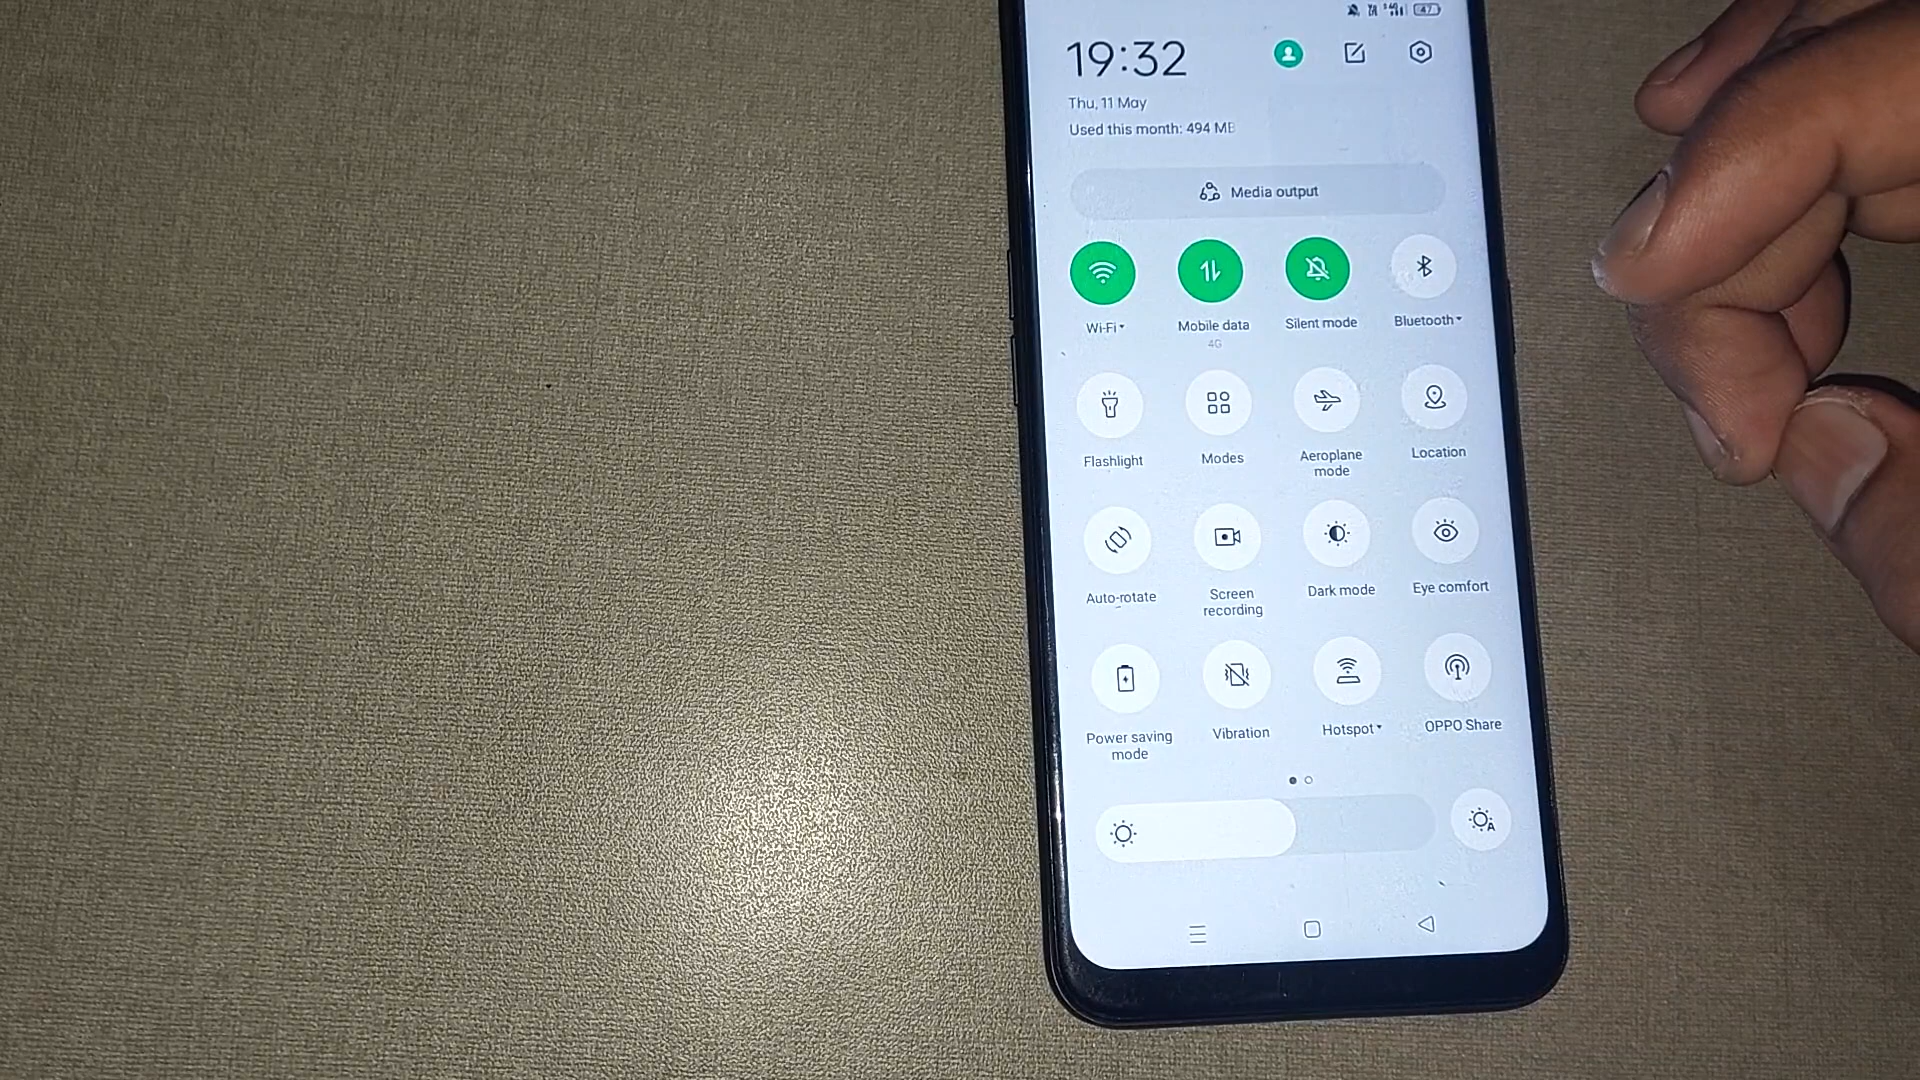 47
19:32
Thu, 11 May
Used this month: 494 MB
Media output
Wi-Fi
Mobile data
4G
Silent mode
Bluetooth
Flashlight
Modes
Aeroplane
mode
Location
Auto-rotate
Screen
recording
Dark mode
Eye comfort
Power saving
mode
Vibration
Hotspot
OPPO Share
A